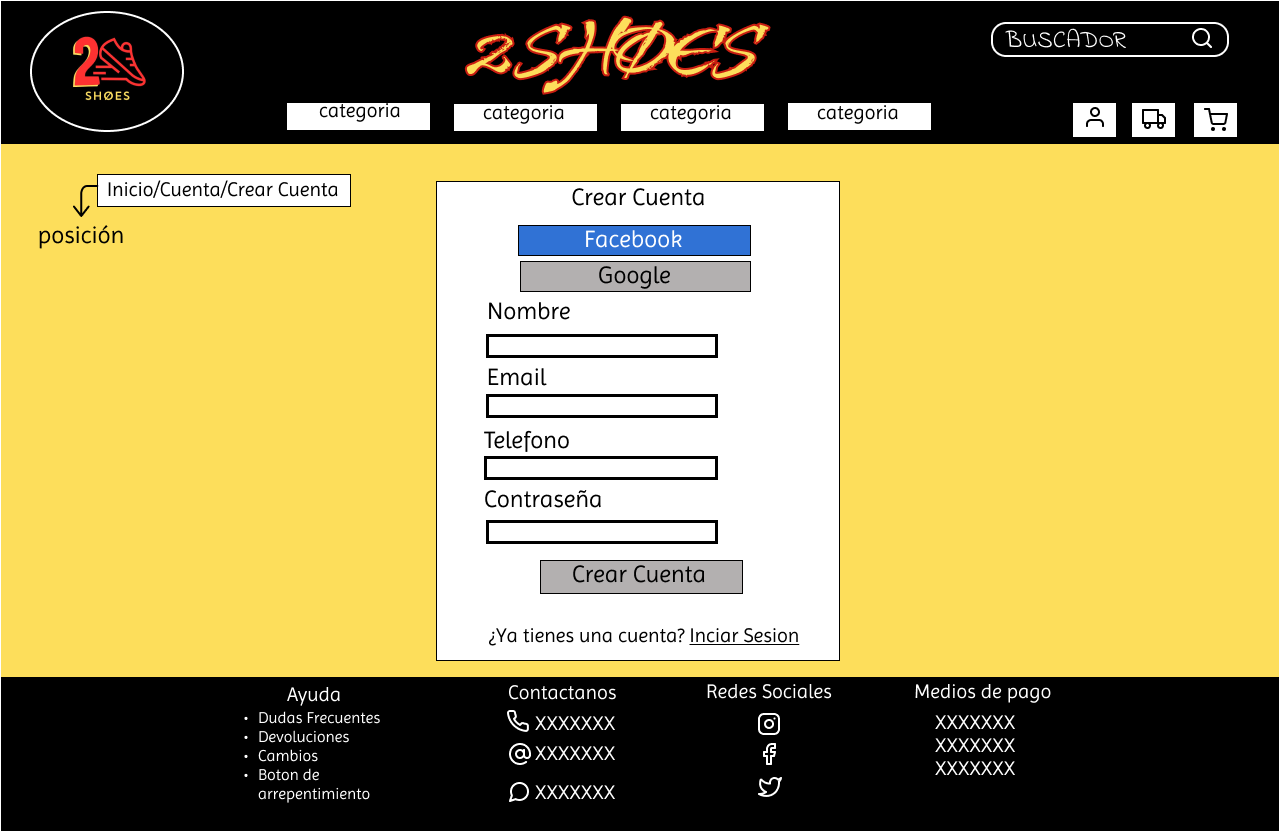 2
SHØES
2SHØES
BUSCADOR
categoria
categoria
categoria
categoria
Inicio/Cuenta/Crear Cuenta
posición
Crear Cuenta
Facebook
Google
Nombre
Email
Telefono
Contraseña
Crear Cuenta
¿Ya tienes una cuenta? Inciar Sesion
Ayuda
• Dudas Frecuentes
• Devoluciones
• Cambios
• Boton de
arrepentimiento
Contactanos
XXXXXXX
XXXXXXX
XXXXXXX
Redes Sociales
Medios de pago
XXXXXXX
XXXXXXX
XXXXXXX